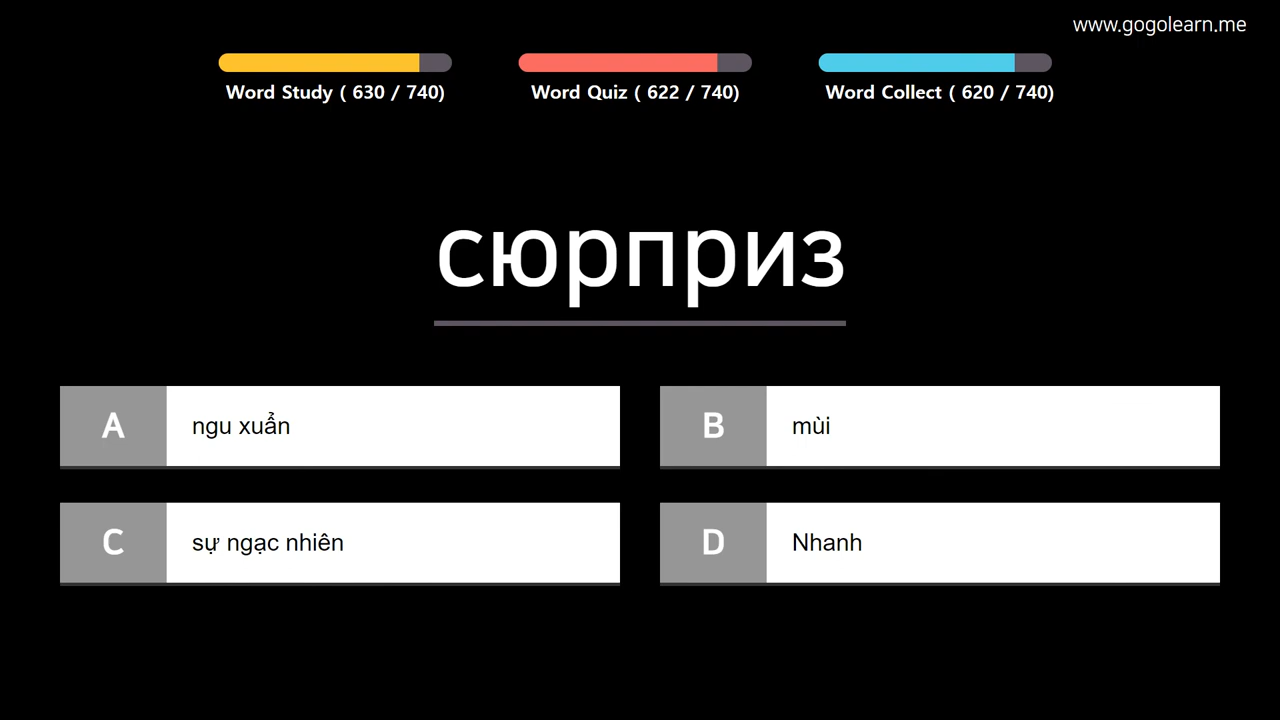 www.gogolearn.me
Word Study ( 630 / 740)
Word Quiz ( 622 / 740)
Word Collect ( 620 / 740)
сюрприз
A ngu xuẩn
B mùi
C sự ngạc nhiên
D Nhanh